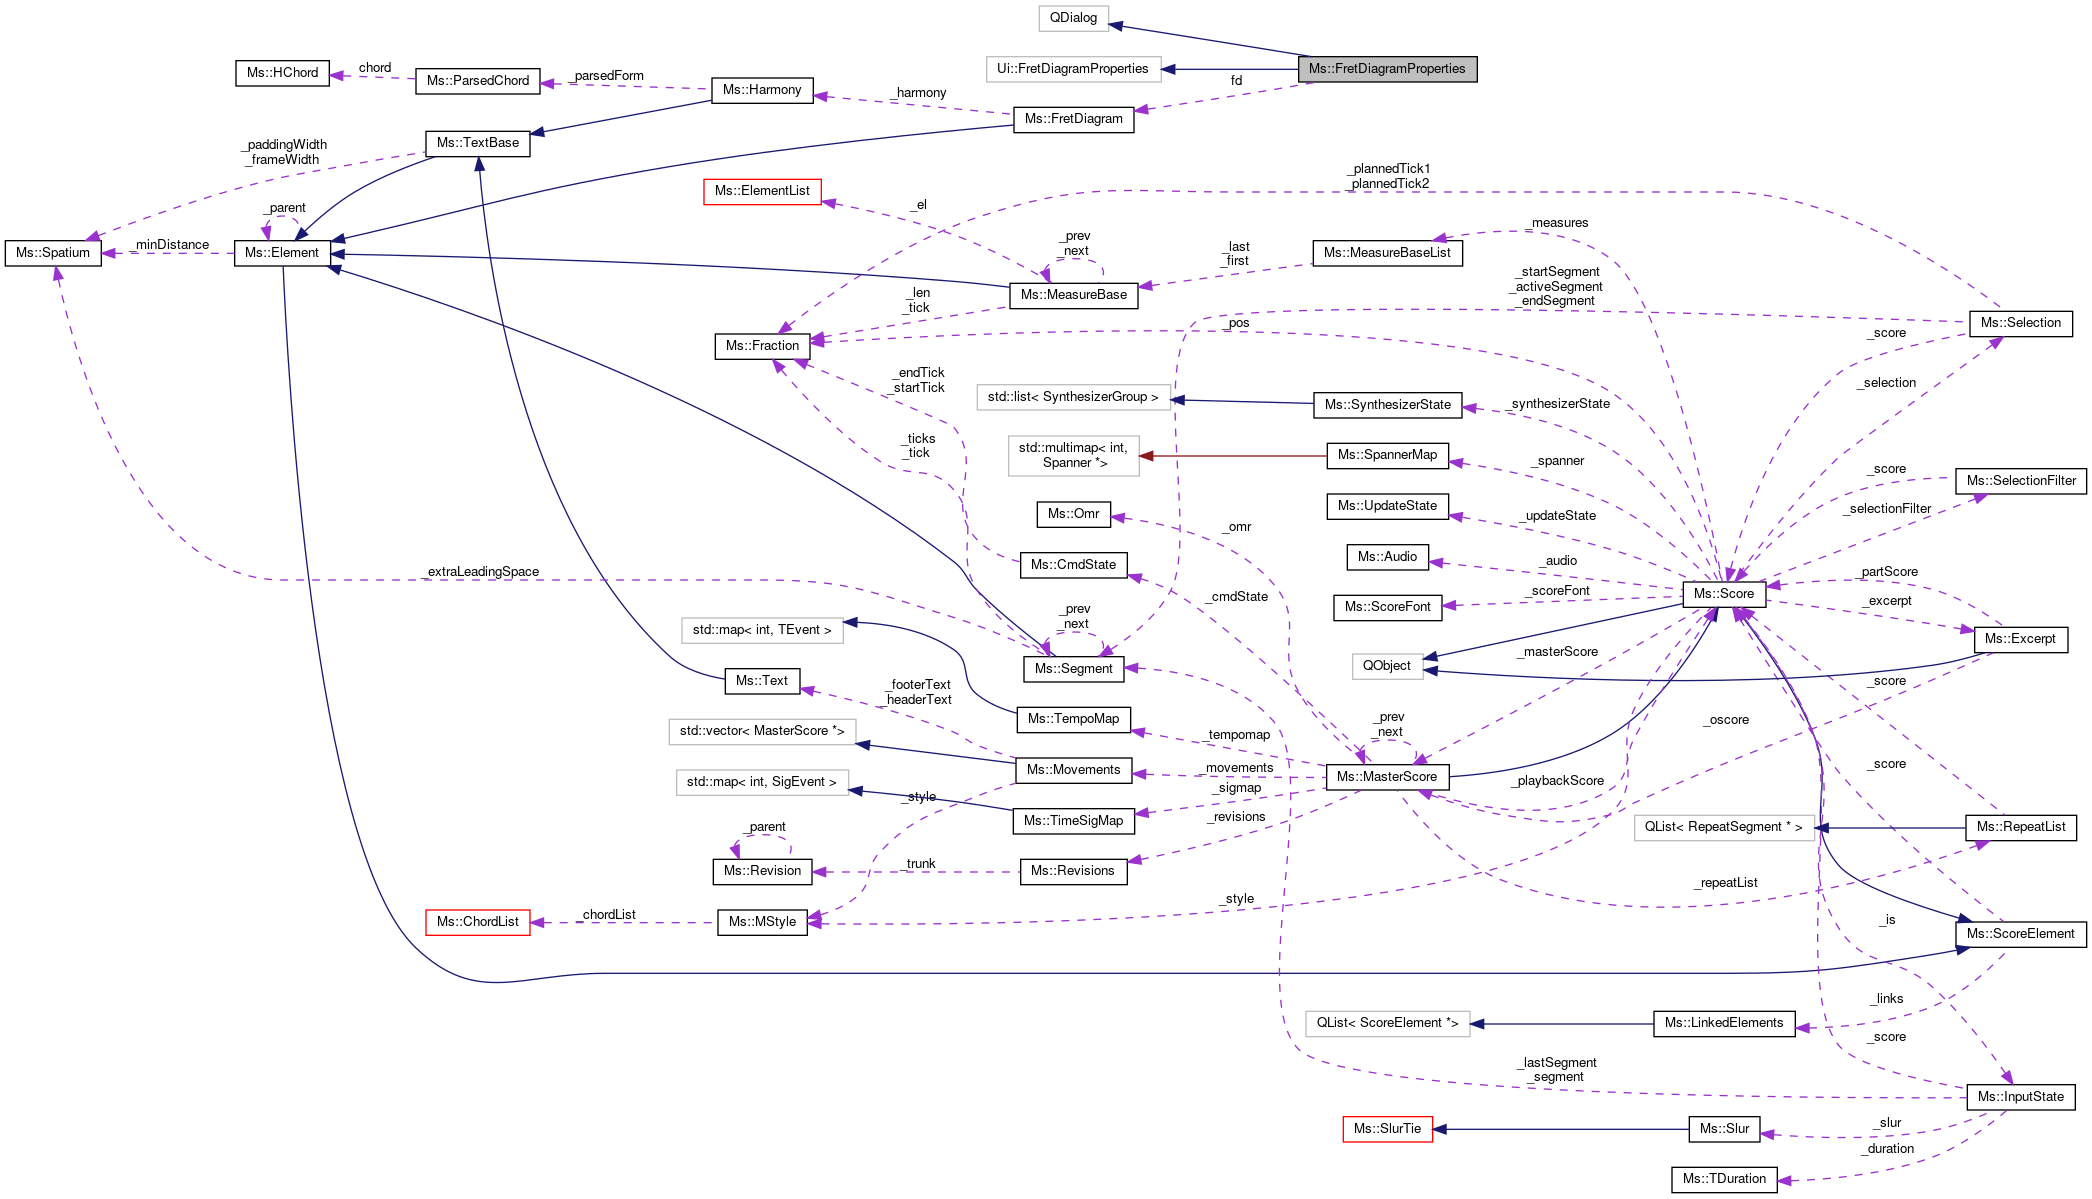 QDialog
Ms::HChord
chord
Ms::ParsedChord
_parsedForm
Ms::Harmony
_harmony
Ui::FretDiagramProperties
Ms::FretDiagramProperties
fd
Ms::FretDiagram
Ms::TextBase
_paddingWidth
_frameWidth
_plannedTick1
_plannedTick2
Ms::ElementList
_el
_parent
Ms::Spatium
_minDistance
Ms::Element
_prev
_next
_last
_first
Ms::MeasureBaseList
_measures
Ms::MeasureBase
_startSegment
_activeSegment
_endSegment
_len
_tick
_pos
Ms::Selection
_score
Ms::Fraction
_endTick
_startTick
std::list< SynthesizerGroup >
Ms::SynthesizerState
_synthesizerState
_selection
_ticks
_tick
std::multimap< int,
Spanner *>
Ms::SpannerMap
_spanner
_score
Ms::SelectionFilter
Ms::UpdateState
_updateState
_selectionFilter
Ms::Omr
_omr
Ms::Audio
_audio
Ms::CmdState
_extraLeadingSpace
_cmdState
Ms::ScoreFont
_scoreFont
Ms::Score
_partScore
_excerpt
Ms::Excerpt
std::map< int, TEvent >
_prev
_next
Ms::Segment
QObject
_masterScore
Ms::Text
_footerText
_headerText
_score
Ms::TempoMap
_tempomap
_prev
_next
_oscore
std::vector< MasterScore *>
Ms::Movements
_movements
Ms::MasterScore
_playbackScore
_score
std::map< int, SigEvent >
_style
_sigmap
Ms::TimeSigMap
_revisions
QList< RepeatSegment * >
Ms::RepeatList
_parent
Ms::Revision
_trunk
Ms::Revisions
_repeatList
Ms::ChordList
_chordList
Ms::MStyle
_style
_is
Ms::ScoreElement
_links
QList< ScoreElement *>
Ms::LinkedElements
_score
_lastSegment
_segment
Ms::InputState
Ms::SlurTie
Ms::Slur
_slur
_duration
Ms::TDuration